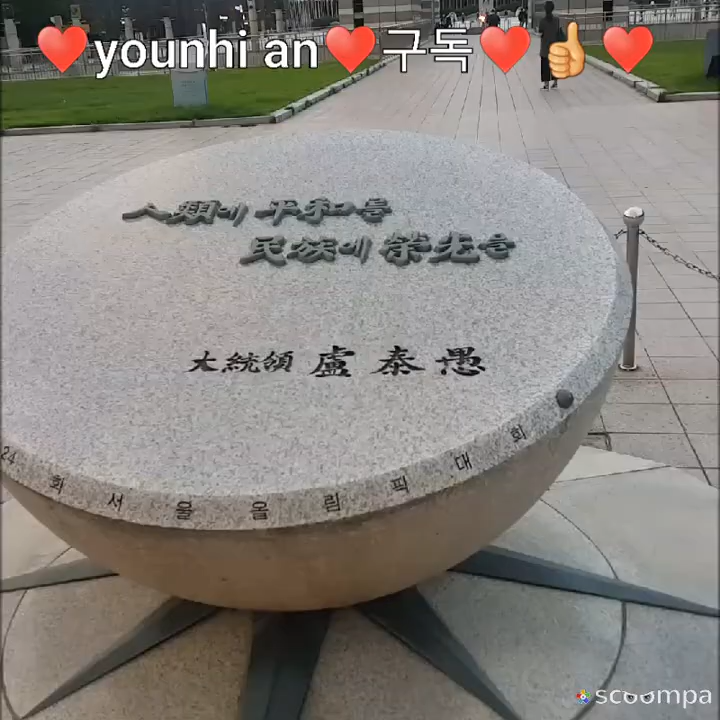 ❤️younhi an❤️구독❤️👍❤️
人類에 平和를
民族에 榮光을
大統領 盧泰愚
24회 서울올림픽대회
scoompa